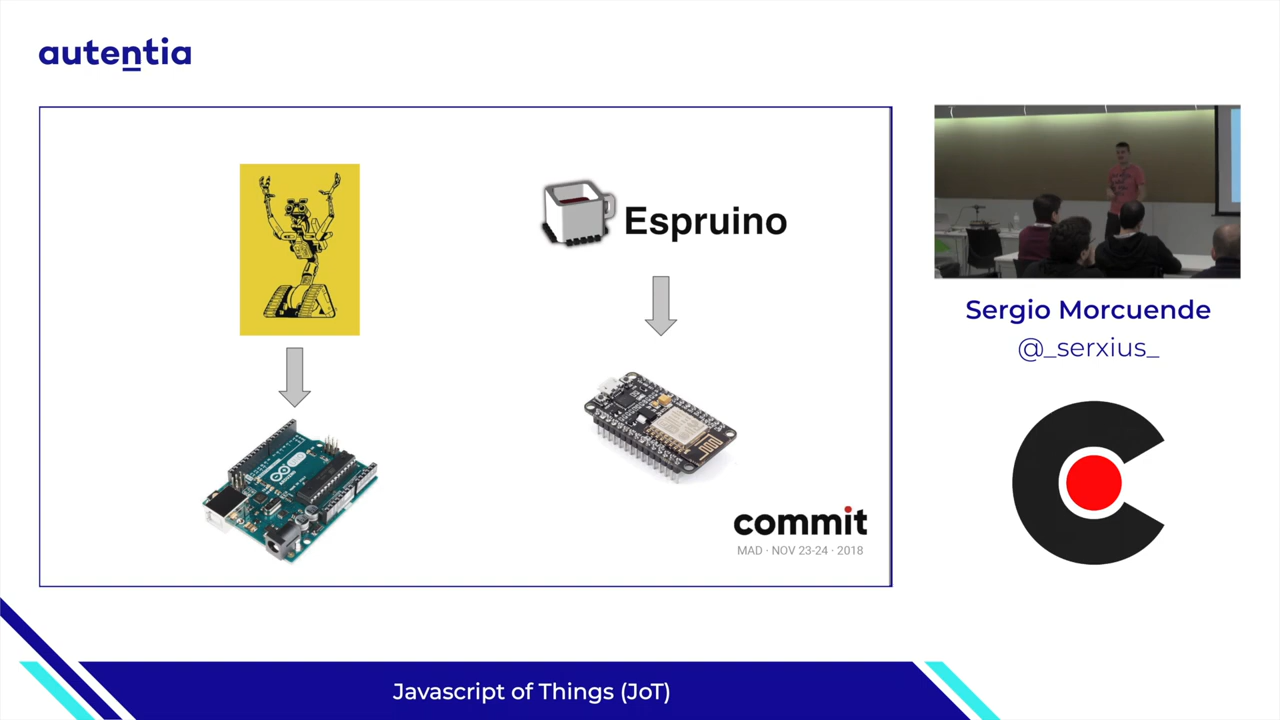 autentia
Espruino
commit
MAD · NOV 23-24 · 2018
Sergio Morcuende
@_serxius_
Javascript of Things (JoT)